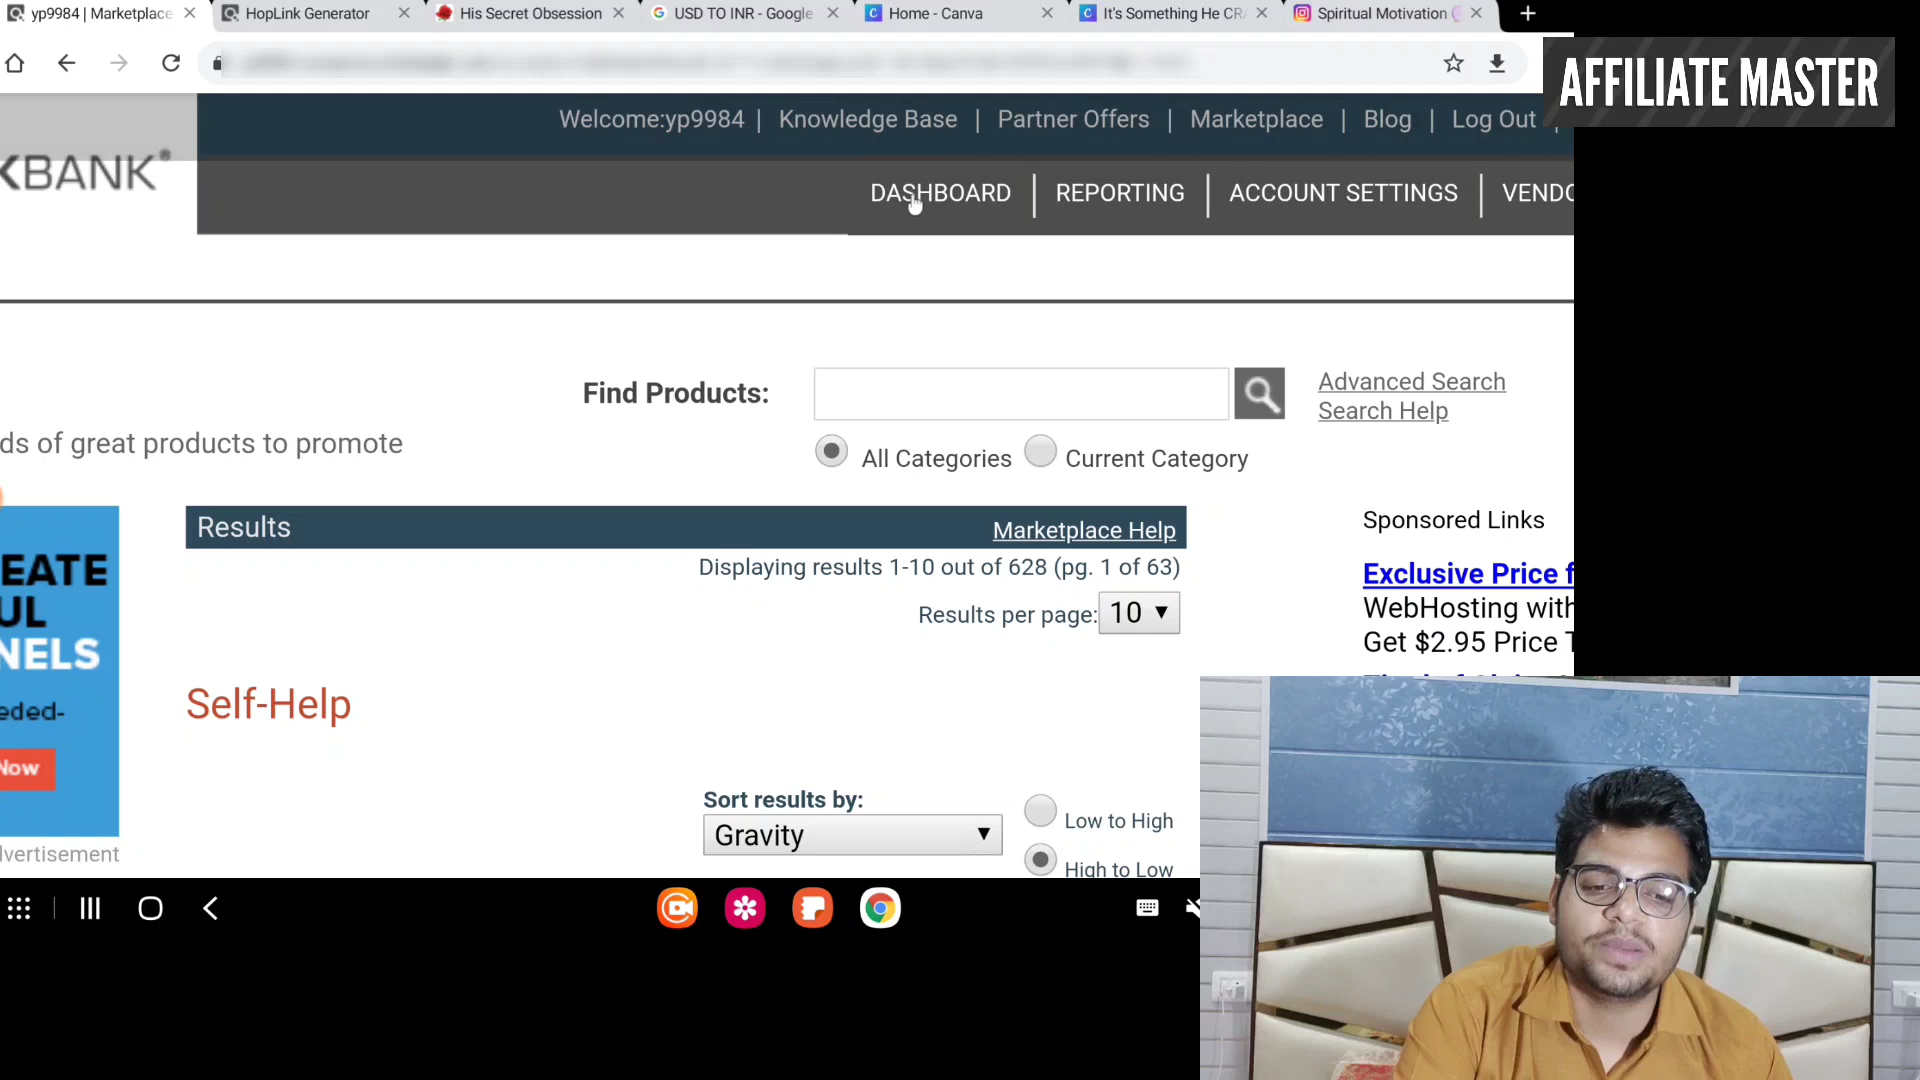 yp9984 | Marketplace
HopLink Generator
His Secret Obsession
USD TO INR - Google
Home - Canva
It's Something He CR
Spiritual Motivation
AFFILIATE MASTER
Welcome:yp9984 | Knowledge Base | Partner Offers | Marketplace | Blog | Log Out |
KBANK®
DASHBOARD | REPORTING | ACCOUNT SETTINGS | VENDO
Find Products:
Advanced Search
Search Help
ds of great products to promote
All Categories Current Category
Results
Marketplace Help
Displaying results 1-10 out of 628 (pg. 1 of 63)
Results per page: 10
Sponsored Links
Exclusive Price f
WebHosting with
Get $2.95 Price T
EATE
UL
NELS
eded-
Now
Self-Help
Sort results by:
Gravity
Low to High
High to Low
vertisement